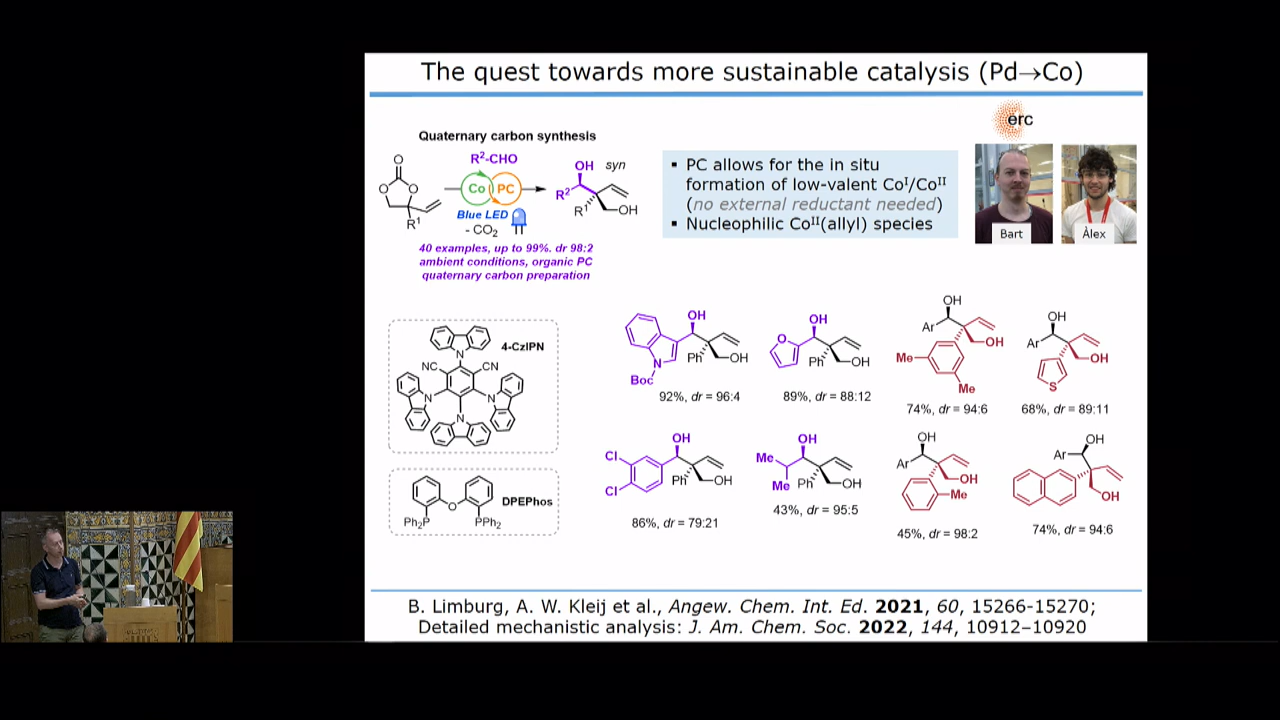 The quest towards more sustainable catalysis (Pd→Co)
erc
Quaternary carbon synthesis
R²-CHO
Co PC
Blue LED
- CO₂
O
O O
R¹
OH syn
R²
R¹ OH
40 examples, up to 99%. dr 98:2
ambient conditions, organic PC
quaternary carbon preparation
▪ PC allows for the in situ
formation of low-valent Coᴵ/Coᴵᴵ
(no external reductant needed)
▪ Nucleophilic Coᴵᴵ(allyl) species
Bart
Àlex
4-CzIPN
N
NC CN
N N
N
DPEPhos
O
Ph₂P PPh₂
OH
Ph OH
N
Boc
92%, dr = 96:4
OH
O
Ph OH
89%, dr = 88:12
OH
Ar
OH
Me
Me
74%, dr = 94:6
OH
Ar
OH
S
68%, dr = 89:11
OH
Cl
Cl
Ph OH
86%, dr = 79:21
OH
Me
Me Ph OH
43%, dr = 95:5
OH
Ar
OH
Me
45%, dr = 98:2
OH
Ar
OH
74%, dr = 94:6
B. Limburg, A. W. Kleij et al., Angew. Chem. Int. Ed. 2021, 60, 15266-15270;
Detailed mechanistic analysis: J. Am. Chem. Soc. 2022, 144, 10912–10920